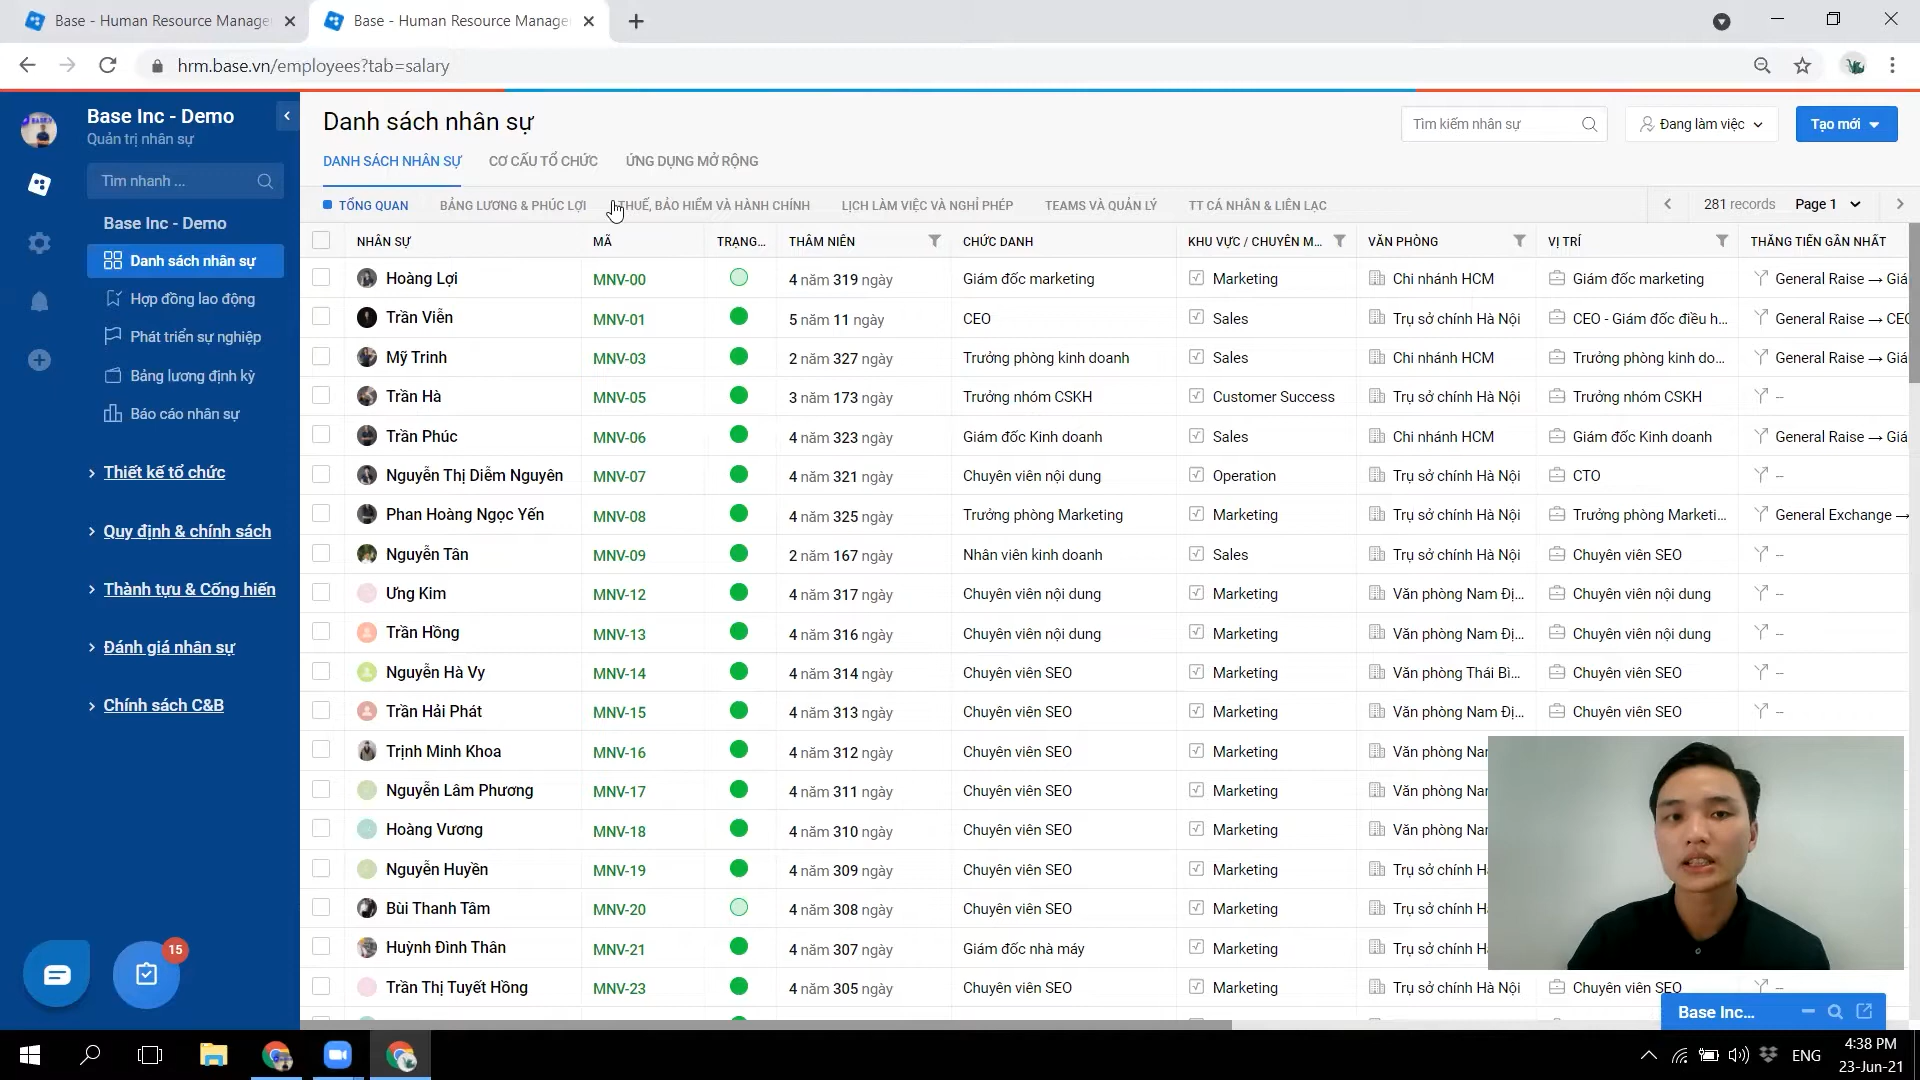 Base - Human Resource Manage
Base - Human Resource Manage
hrm.base.vn/employees?tab=salary
Base Inc - Demo
Quản trị nhân sự
Tìm nhanh ...
Base Inc - Demo
Danh sách nhân sự
Hợp đồng lao động
Phát triển sự nghiệp
Bảng lương định kỳ
Báo cáo nhân sự
Thiết kế tổ chức
Quy định & chính sách
Thành tựu & Cống hiến
Đánh giá nhân sự
Chính sách C&B
15
Danh sách nhân sự
Tìm kiếm nhân sự
Đang làm việc
Tạo mới
DANH SÁCH NHÂN SỰ CƠ CẤU TỔ CHỨC ỨNG DỤNG MỞ RỘNG
TỔNG QUAN BẢNG LƯƠNG & PHÚC LỢI THUẾ, BẢO HIỂM VÀ HÀNH CHÍNH LỊCH LÀM VIỆC VÀ NGHỈ PHÉP TEAMS VÀ QUẢN LÝ TT CÁ NHÂN & LIÊN LẠC 281 records Page 1
NHÂN SỰ MÃ TRẠNG... THÂM NIÊN CHỨC DANH KHU VỰC / CHUYÊN M... VĂN PHÒNG VỊ TRÍ THĂNG TIẾN GẦN NHẤT
Hoàng Lợi MNV-00 4 năm 319 ngày Giám đốc marketing Marketing Chi nhánh HCM Giám đốc marketing General Raise → Giá
Trần Viễn MNV-01 5 năm 11 ngày CEO Sales Trụ sở chính Hà Nội CEO - Giám đốc điều h... General Raise → CEO
Mỹ Trinh MNV-03 2 năm 327 ngày Trưởng phòng kinh doanh Sales Chi nhánh HCM Trưởng phòng kinh do... General Raise → Giá
Trần Hà MNV-05 3 năm 173 ngày Trưởng nhóm CSKH Customer Success Trụ sở chính Hà Nội Trưởng nhóm CSKH --
Trần Phúc MNV-06 4 năm 323 ngày Giám đốc Kinh doanh Sales Chi nhánh HCM Giám đốc Kinh doanh General Raise → Giá
Nguyễn Thị Diễm Nguyên MNV-07 4 năm 321 ngày Chuyên viên nội dung Operation Trụ sở chính Hà Nội CTO --
Phan Hoàng Ngọc Yến MNV-08 4 năm 325 ngày Trưởng phòng Marketing Marketing Trụ sở chính Hà Nội Trưởng phòng Marketi... General Exchange →
Nguyễn Tân MNV-09 2 năm 167 ngày Nhân viên kinh doanh Sales Trụ sở chính Hà Nội Chuyên viên SEO --
Ưng Kim MNV-12 4 năm 317 ngày Chuyên viên nội dung Marketing Văn phòng Nam Đị... Chuyên viên nội dung --
Trần Hồng MNV-13 4 năm 316 ngày Chuyên viên nội dung Marketing Văn phòng Nam Đị... Chuyên viên nội dung --
Nguyễn Hà Vy MNV-14 4 năm 314 ngày Chuyên viên SEO Marketing Văn phòng Thái Bì... Chuyên viên SEO --
Trần Hải Phát MNV-15 4 năm 313 ngày Chuyên viên SEO Marketing Văn phòng Nam Đị... Chuyên viên SEO --
Trịnh Minh Khoa MNV-16 4 năm 312 ngày Chuyên viên SEO Marketing Văn phòng Na
Nguyễn Lâm Phương MNV-17 4 năm 311 ngày Chuyên viên SEO Marketing Văn phòng Na
Hoàng Vương MNV-18 4 năm 310 ngày Chuyên viên SEO Marketing Văn phòng Na
Nguyễn Huyền MNV-19 4 năm 309 ngày Chuyên viên SEO Marketing Trụ sở chính H
Bùi Thanh Tâm MNV-20 4 năm 308 ngày Chuyên viên SEO Marketing Trụ sở chính H
Huỳnh Đình Thân MNV-21 4 năm 307 ngày Giám đốc nhà máy Marketing Trụ sở chính H
Trần Thị Tuyết Hồng MNV-23 4 năm 305 ngày Chuyên viên SEO Marketing Trụ sở chính Hà Nội Chuyên viên SEO --
Base Inc...
ENG
4:38 PM
23-Jun-21